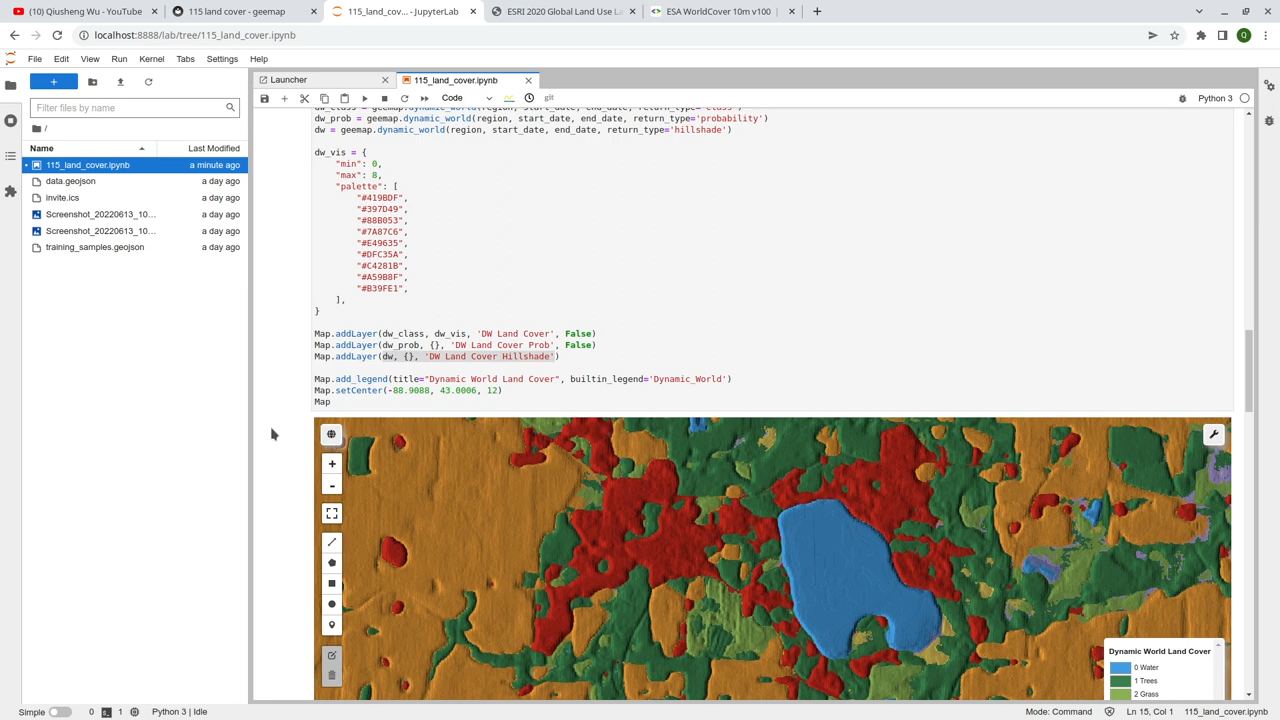 (10) Qiusheng Wu - YouTube
115 land cover - geemap
115_land_cov... - JupyterLab
ESRI 2020 Global Land Use La
ESA WorldCover 10m v100
localhost:8888/lab/tree/115_land_cover.ipynb
Q
File Edit View Run Kernel Tabs Settings Help
Launcher
115_land_cover.ipynb
Code
git
Python 3
Filter files by name
/
Name Last Modified
115_land_cover.ipynb a minute ago
data.geojson a day ago
invite.ics a day ago
Screenshot_20220613_10... a day ago
Screenshot_20220613_10... a day ago
training_samples.geojson a day ago
dw_class = geemap.dynamic_world(region, start_date, end_date, return_type='class')
dw_prob = geemap.dynamic_world(region, start_date, end_date, return_type='probability')
dw = geemap.dynamic_world(region, start_date, end_date, return_type='hillshade')
dw_vis = {
"min": 0,
"max": 8,
"palette": [
"#419BDF",
"#397D49",
"#88B053",
"#7A87C6",
"#E49635",
"#DFC35A",
"#C4281B",
"#A59B8F",
"#B39FE1",
],
}
Map.addLayer(dw_class, dw_vis, 'DW Land Cover', False)
Map.addLayer(dw_prob, {}, 'DW Land Cover Prob', False)
Map.addLayer(dw, {}, 'DW Land Cover Hillshade')
Map.add_legend(title="Dynamic World Land Cover", builtin_legend='Dynamic_World')
Map.setCenter(-88.9088, 43.0006, 12)
Map
+
-
Dynamic World Land Cover
0 Water
1 Trees
2 Grass
Simple 0 1 Python 3 | Idle
Mode: Command Ln 15, Col 1 115_land_cover.ipynb